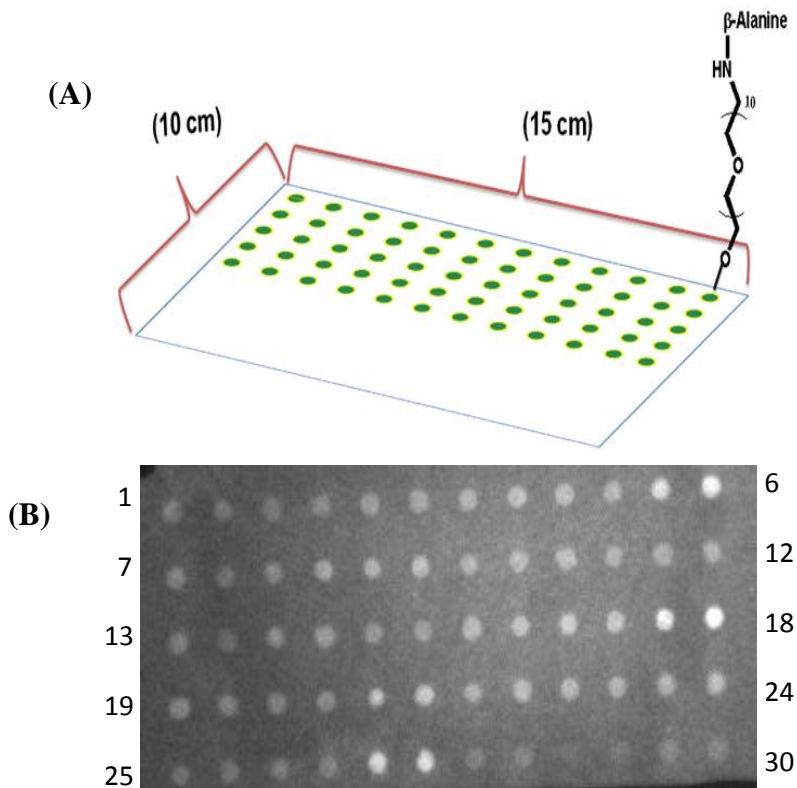 β-Alanine
HN
10
(A)
(10 cm)
(15 cm)
O
O
(B)
1
6
7
12
13
18
19
24
25
30